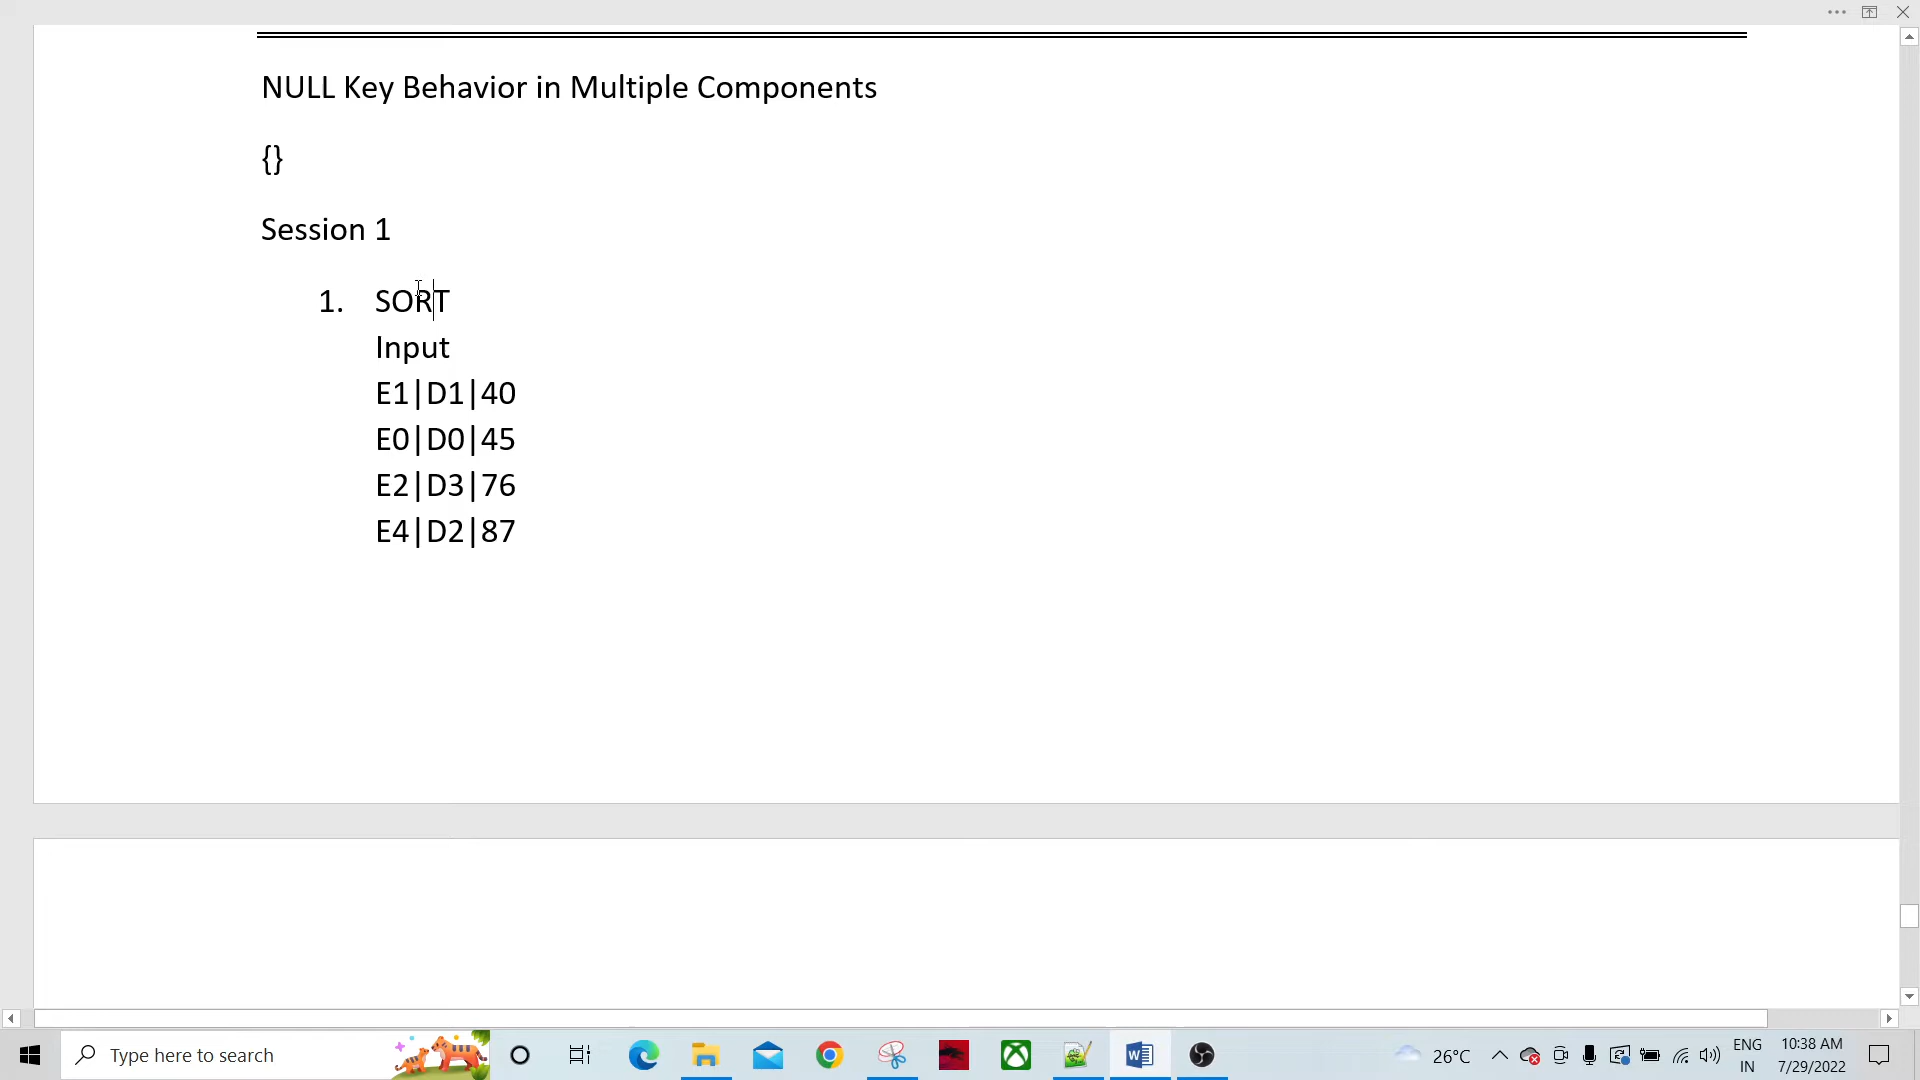 NULL Key Behavior in Multiple Components
{}
Session 1
1. SORT
Input
E1|D1|40
E0|D0|45
E2|D3|76
E4|D2|87
Type here to search
26°C
ENG
IN
10:38 AM
7/29/2022